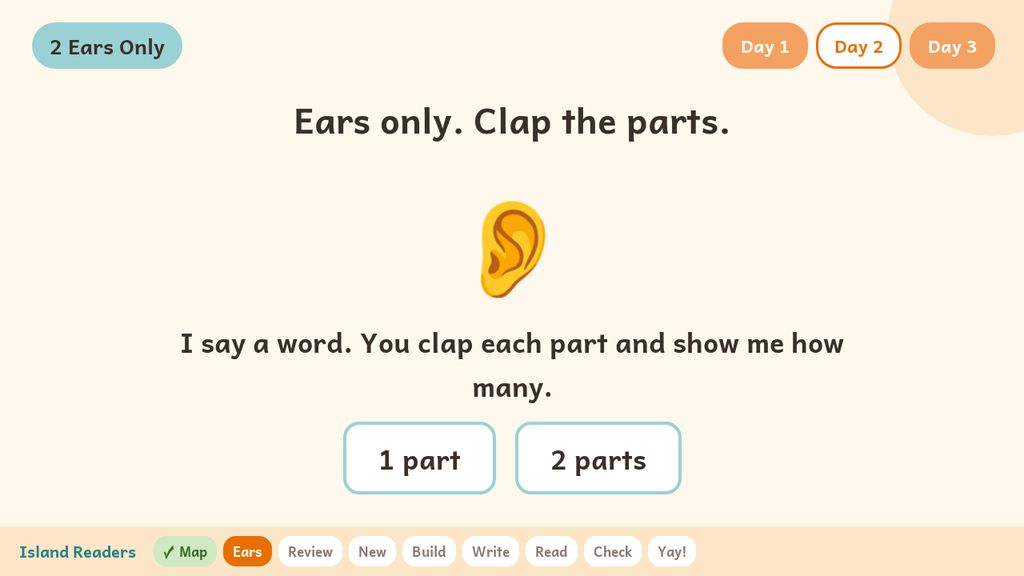 2 Ears Only
Day 1
Day 2
Day 3
Ears only. Clap the parts.
I say a word. You clap each part and show me how
many.
1 part
2 parts
Island Readers
✓ Map
Ears
Review
New
Build
Write
Read
Check
Yay!